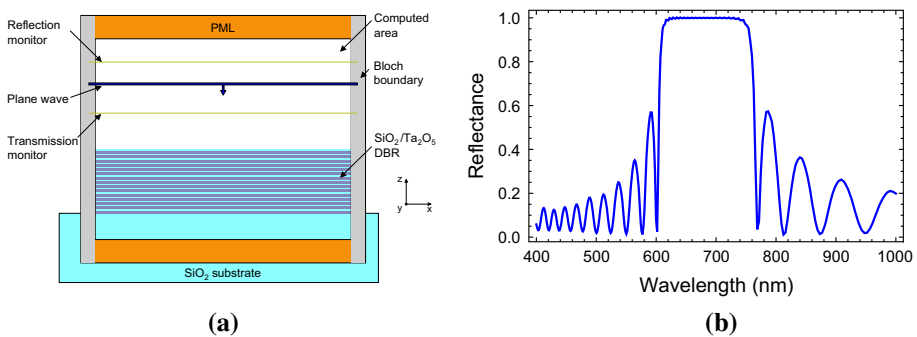 Reflection
monitor
PML
Computed
area
Bloch
boundary
Plane wave
Transmission
monitor
SiO2/Ta2O5
DBR
z
y
x
SiO2 substrate
(a)
1.0
0.8
0.6
0.4
0.2
0.0
Reflectance
400 500 600 700 800 900 1000
Wavelength (nm)
(b)